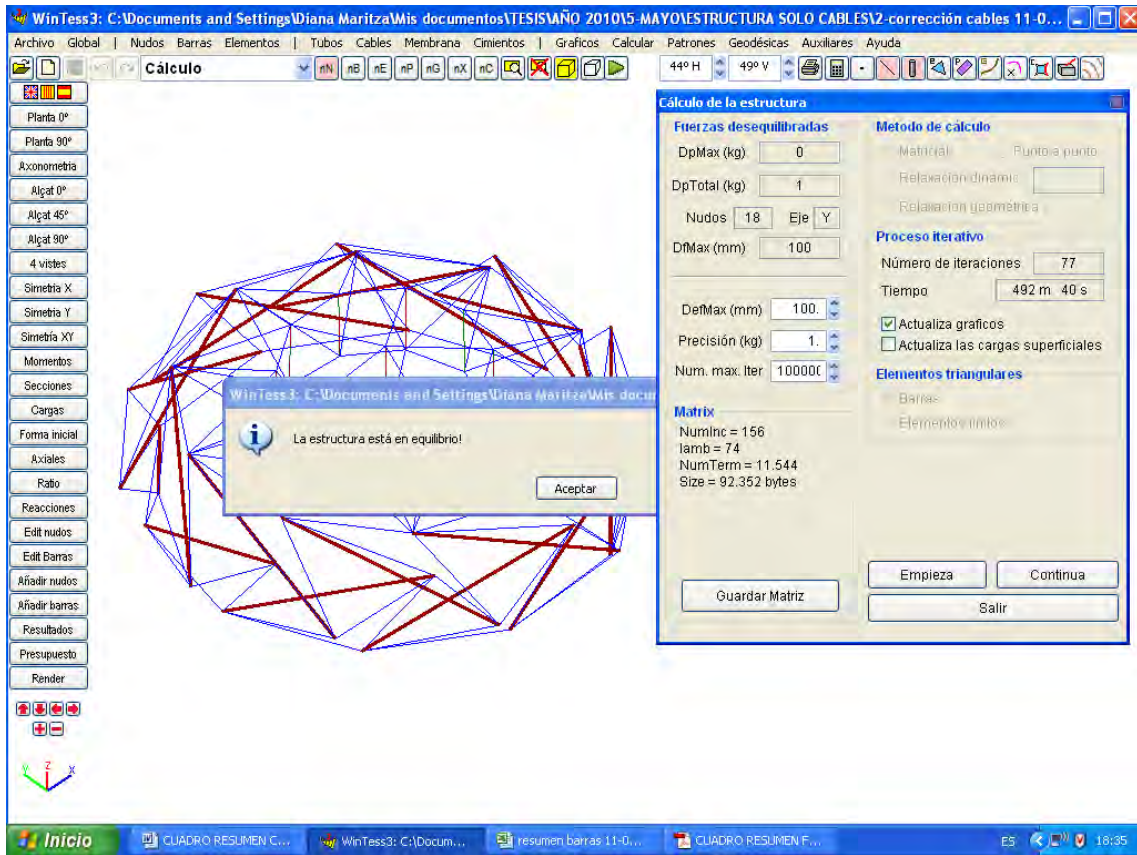 WinTess3: C:\Documents and Settings\Diana Maritza\Mis documentos\TESIS\AÑO 2010\5-MAYO\ESTRUCTURA SOLO CABLES\2-corrección cables 11-0...
Archivo Global | Nudos Barras Elementos | Tubos Cables Membrana Cimientos | Graficos Calcular Patrones Geodésicas Auxiliares Ayuda
Cálculo nN nB nE nP nG nX nC 44º H 49º V
Planta 0º
Planta 90º
Axonometria
Alçat 0º
Alçat 45º
Alçat 90º
4 vistes
Simetria X
Simetria Y
Simetría XY
Momentos
Secciones
Cargas
Forma inicial
Axiales
Ratio
Reacciones
Edit nudos
Edit Barras
Añadir nudos
Añadir barras
Resultados
Presupuesto
Render
Y Z X
Cálculo de la estructura
Fuerzas desequilibradas
DpMax (kg) 0
DpTotal (kg) 1
Nudos 18 Eje Y
DfMax (mm) 100
DefMax (mm) 100.
Precisión (kg) 1.
Num. max. Iter 10000(
Matrix
NumInc = 156
Iamb = 74
NumTerm = 11.544
Size = 92.352 bytes
Guardar Matriz
Metodo de cálculo
Matricial Punto a punto
Relaxación dinamic
Relaxación geométrica
Proceso iterativo
Número de iteraciones 77
Tiempo 492 m 40 s
Actualiza graficos
Actualiza las cargas superficiales
Elementos triangulares
Barras
Elementos finitos
Empieza Continua
Salir
WinTess3: C:\Documents and Settings\Diana Maritza\Mis docum
La estructura está en equilibrio!
Aceptar
Inicio CUADRO RESUMEN C... WinTess3: C:\Docum... resumen barras 11-0... CUADRO RESUMEN F... ES 18:35